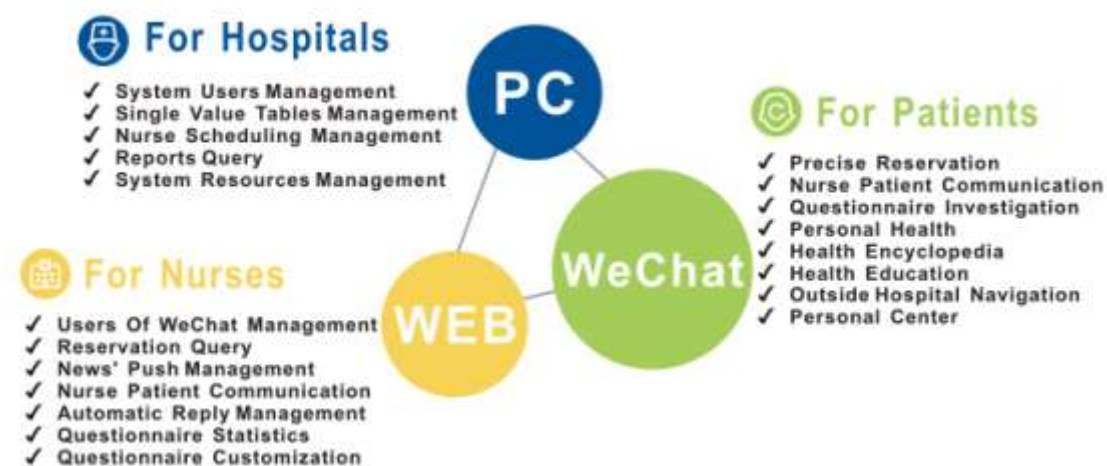 For Hospitals
✓ System Users Management
✓ Single Value Tables Management
✓ Nurse Scheduling Management
✓ Reports Query
✓ System Resources Management
PC
For Patients
✓ Precise Reservation
✓ Nurse Patient Communication
✓ Questionnaire Investigation
✓ Personal Health
✓ Health Encyclopedia
✓ Health Education
✓ Outside Hospital Navigation
✓ Personal Center
WeChat
For Nurses
✓ Users Of WeChat Management
✓ Reservation Query
✓ News' Push Management
✓ Nurse Patient Communication
✓ Automatic Reply Management
✓ Questionnaire Statistics
✓ Questionnaire Customization
WEB